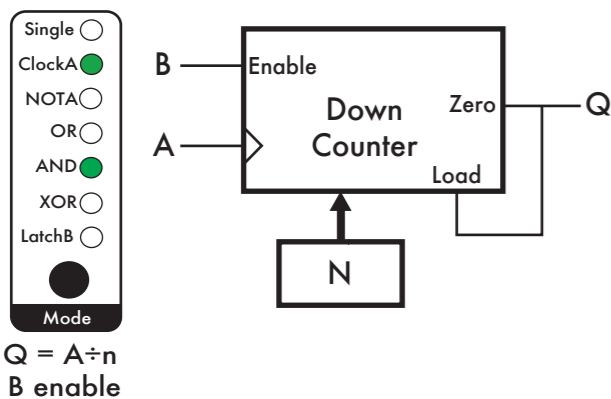 Single
ClockA
NOTA
OR
AND
XOR
LatchB
Mode
Q = A÷n
B enable
B
Enable
A
Down
Counter
Zero
Q
Load
N